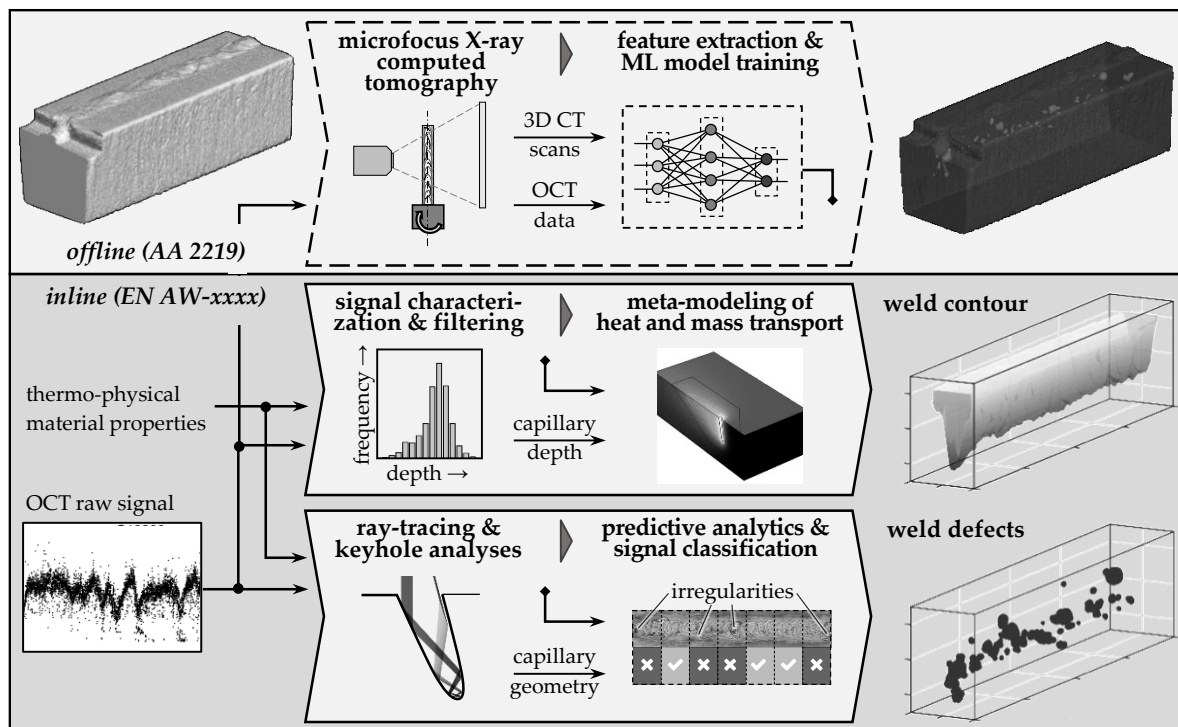 microfocus X-ray
computed
tomography
feature extraction &
ML model training
3D CT
scans
OCT
data
offline (AA 2219)
inline (EN AW-xxxx)
signal characteri-
zation & filtering
meta-modeling of
heat and mass transport
weld contour
frequency →
depth →
capillary
depth
thermo-physical
material properties
OCT raw signal
ray-tracing &
keyhole analyses
predictive analytics &
signal classification
weld defects
irregularities
capillary
geometry